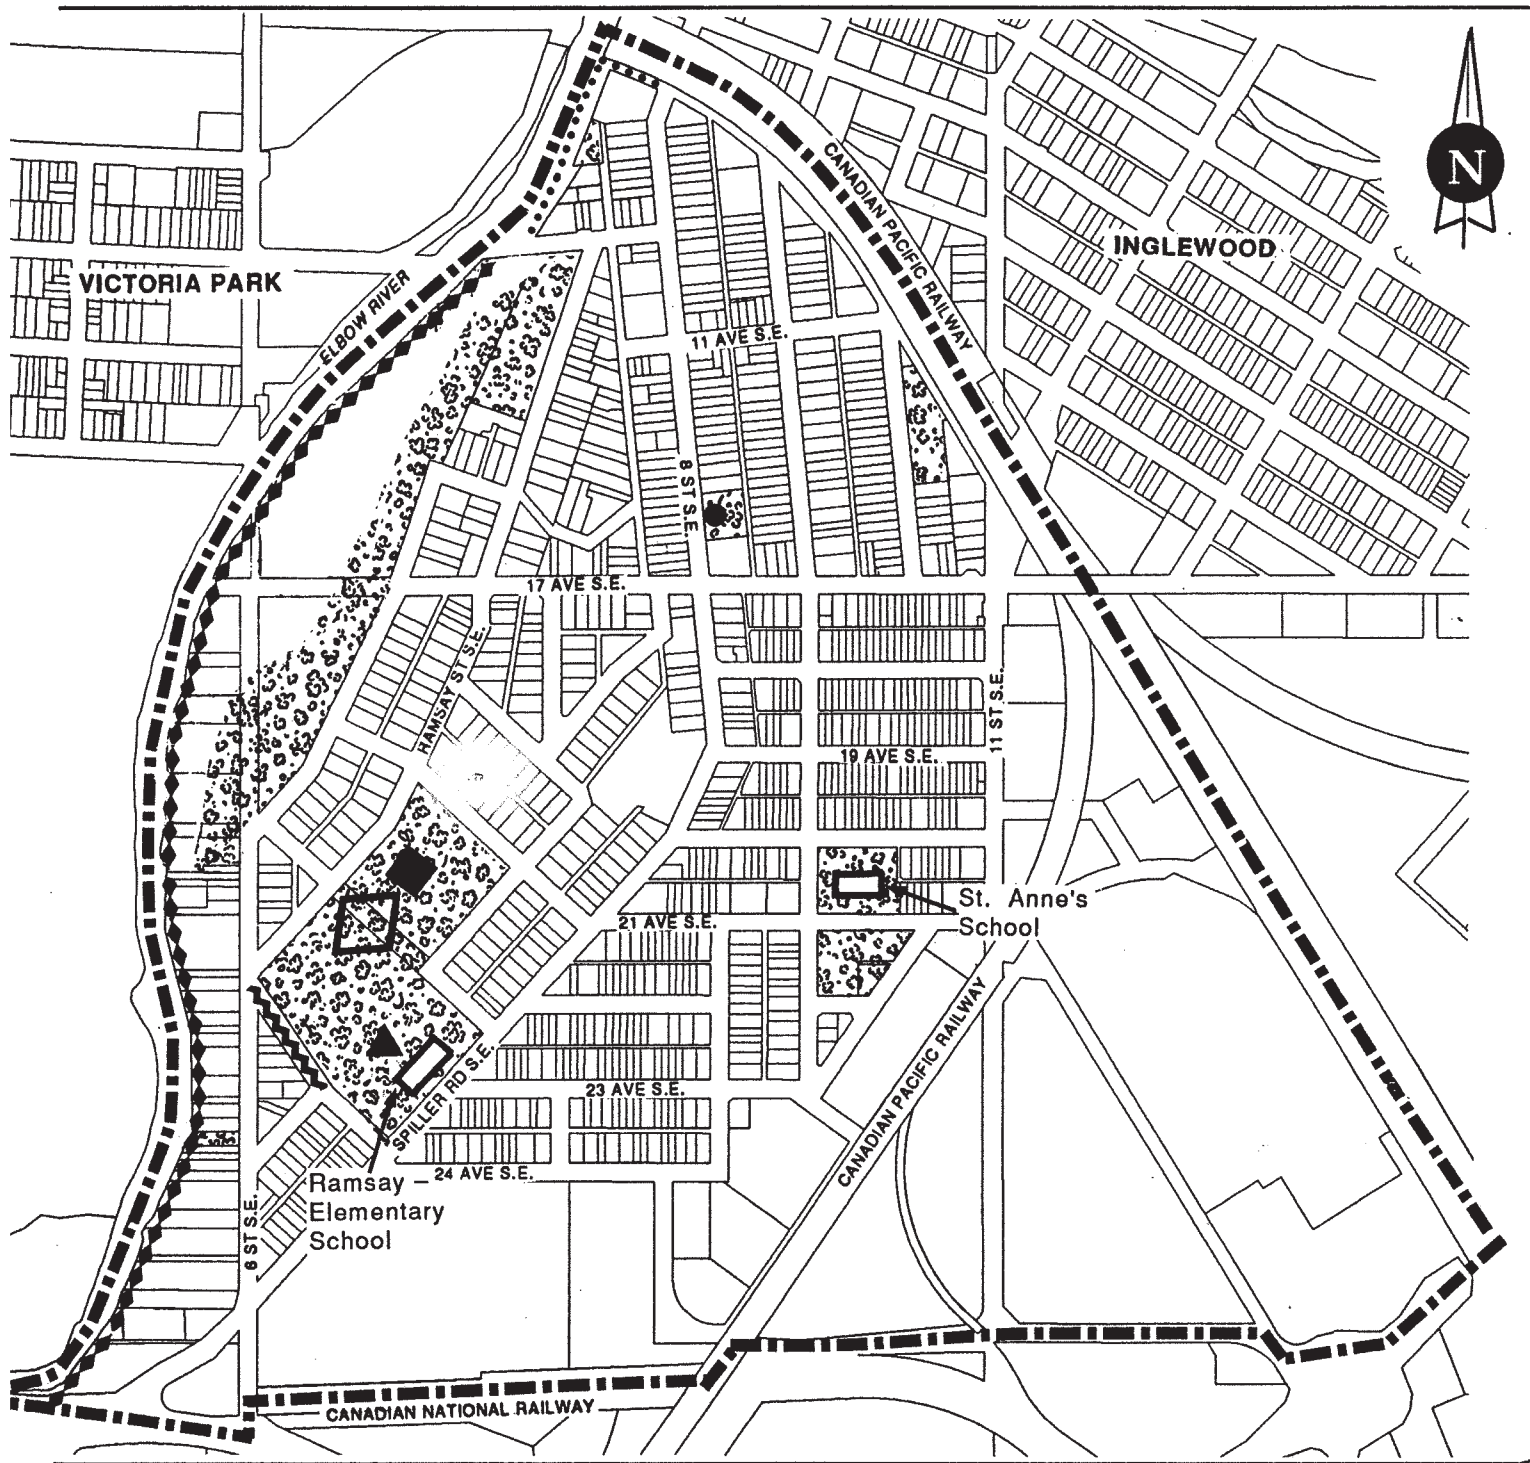 CANADIAN PACIFIC RAILWAY
N
INGLEWOOD
VICTORIA PARK
ELBOW RIVER
11 AVE S.E.
8 ST S.E.
17 AVE S.E.
RAMSAY ST S.E.
11 ST S.E.
19 AVE S.E.
St. Anne's
School
21 AVE S.E.
CANADIAN PACIFIC RAILWAY
SPILLER RD S.E.
23 AVE S.E.
24 AVE S.E.
Ramsay
Elementary
School
6 ST S.E.
CANADIAN NATIONAL RAILWAY